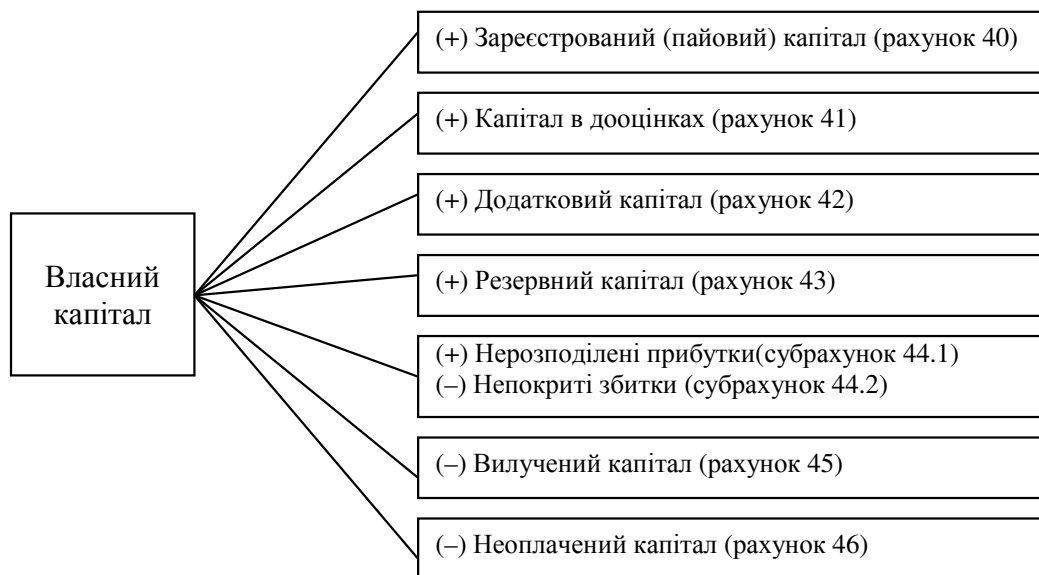 (+) Зареєстрований (пайовий) капітал (рахунок 40)
(+) Капітал в дооцінках (рахунок 41)
(+) Додатковий капітал (рахунок 42)
Власний
капітал
(+) Резервний капітал (рахунок 43)
(+) Нерозподілені прибутки(субрахунок 44.1)
(–) Непокриті збитки (субрахунок 44.2)
(–) Вилучений капітал (рахунок 45)
(–) Неоплачений капітал (рахунок 46)